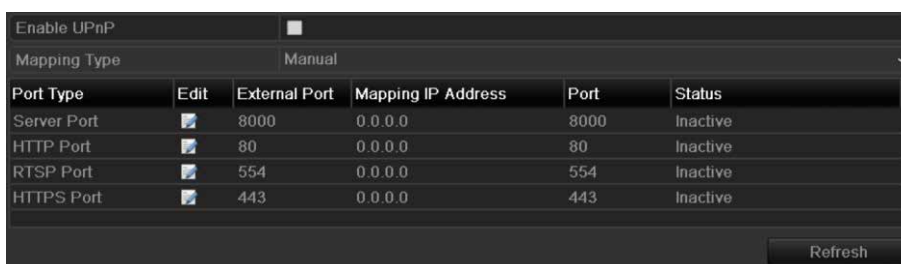 Enable UPnP
Mapping Type Manual
Port Type Edit External Port Mapping IP Address Port Status
Server Port 8000 0.0.0.0 8000 Inactive
HTTP Port 80 0.0.0.0 80 Inactive
RTSP Port 554 0.0.0.0 554 Inactive
HTTPS Port 443 0.0.0.0 443 Inactive
Refresh